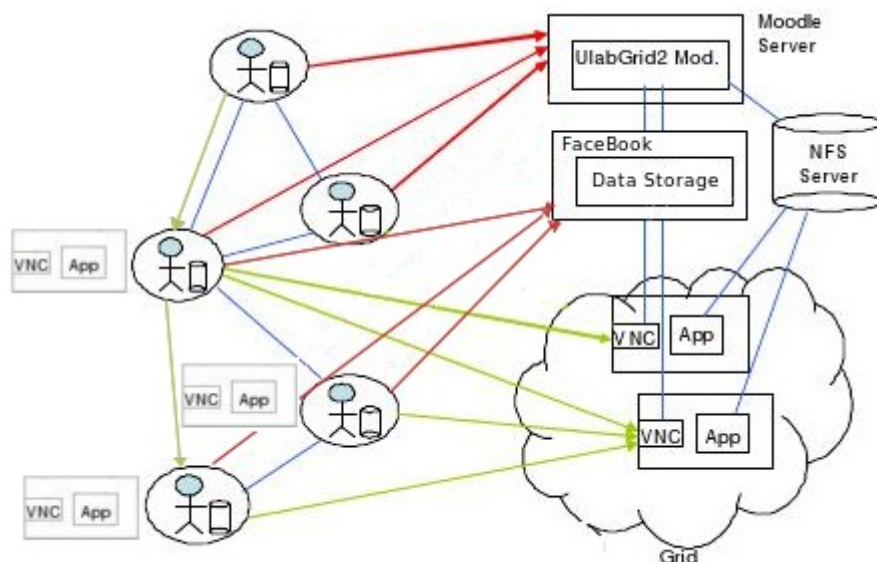 Moodle
Server
UlabGrid2 Mod.
FaceBook
Data Storage
NFS
Server
VNC
App
VNC
App
VNC
App
VNC
App
VNC
App
Grid